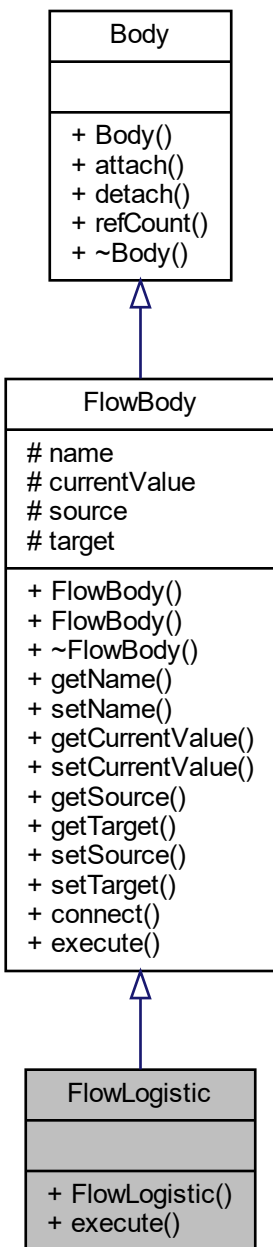 Body
+ Body()
+ attach()
+ detach()
+ refCount()
+ ~Body()
FlowBody
# name
# currentValue
# source
# target
+ FlowBody()
+ FlowBody()
+ ~FlowBody()
+ getName()
+ setName()
+ getCurrentValue()
+ setCurrentValue()
+ getSource()
+ getTarget()
+ setSource()
+ setTarget()
+ connect()
+ execute()
FlowLogistic
+ FlowLogistic()
+ execute()